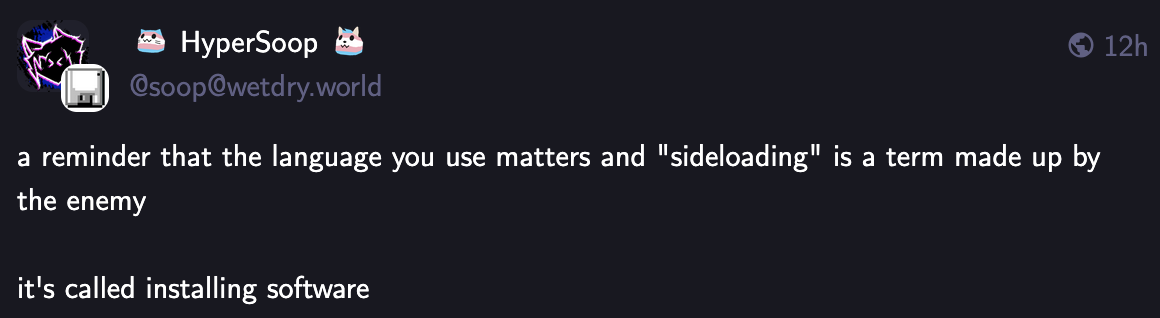 HyperSoop
12h
@soop@wetdry.world
a reminder that the language you use matters and "sideloading" is a term made up by
the enemy
it's called installing software